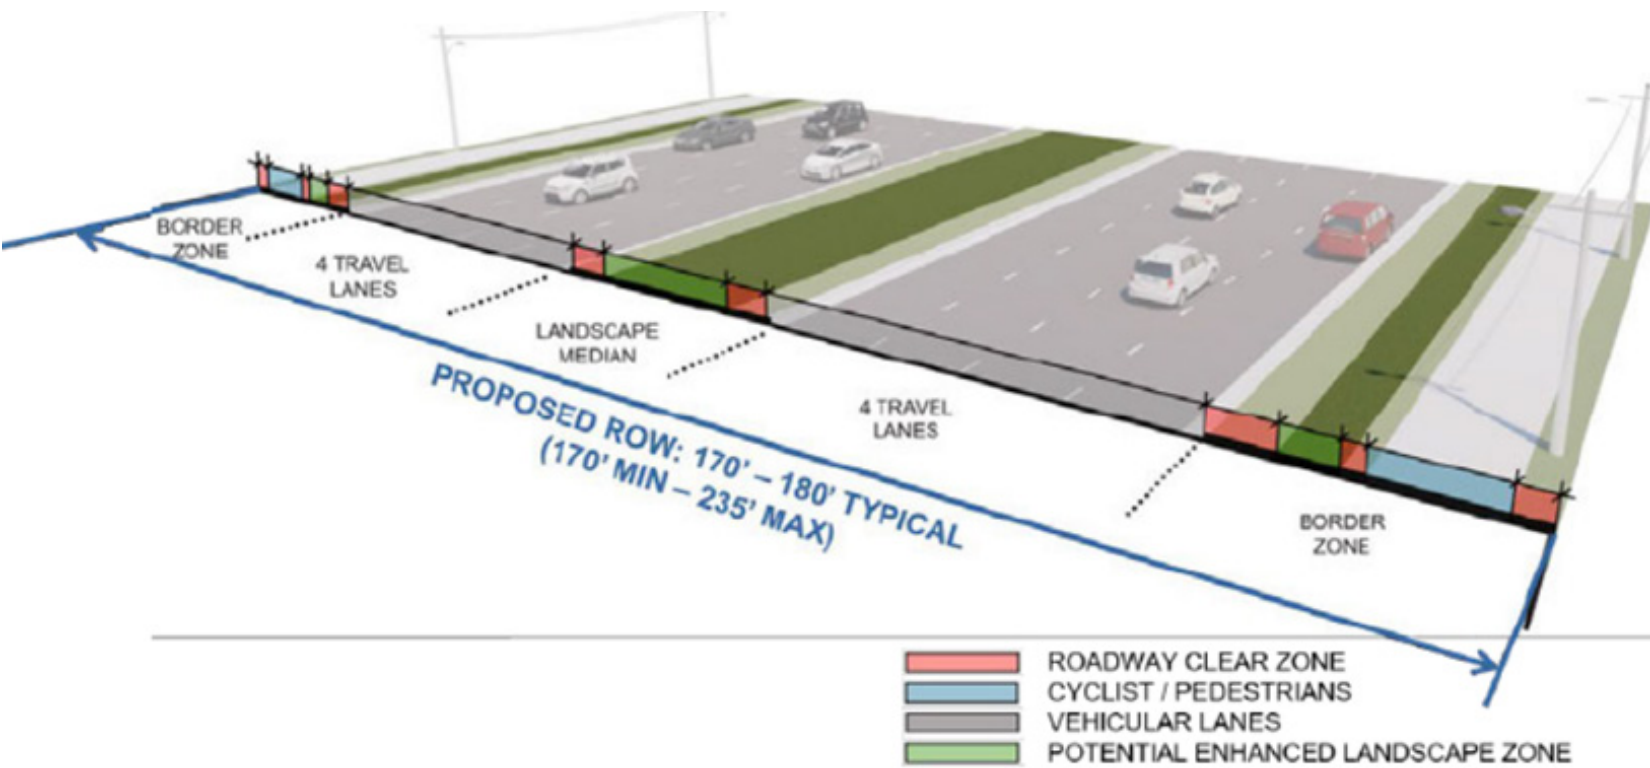 BORDER
ZONE
4 TRAVEL
LANES
LANDSCAPE
MEDIAN
4 TRAVEL
LANES
BORDER
ZONE
PROPOSED ROW: 170' – 180' TYPICAL
(170' MIN – 235' MAX)
ROADWAY CLEAR ZONE
CYCLIST / PEDESTRIANS
VEHICULAR LANES
POTENTIAL ENHANCED LANDSCAPE ZONE